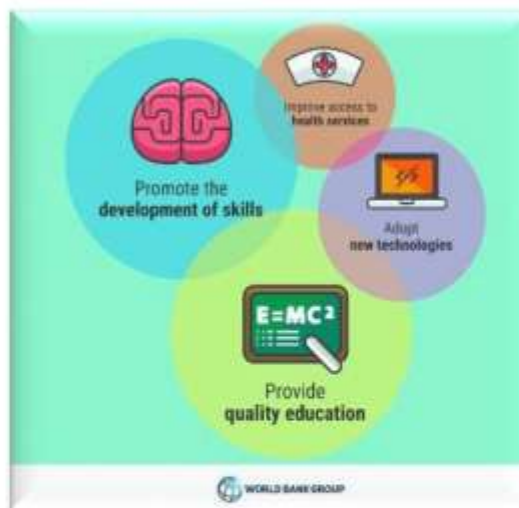 Improve access to
health services
Promote the
development of skills
Adopt
new technologies
E=MC²
Provide
quality education
WORLD BANK GROUP